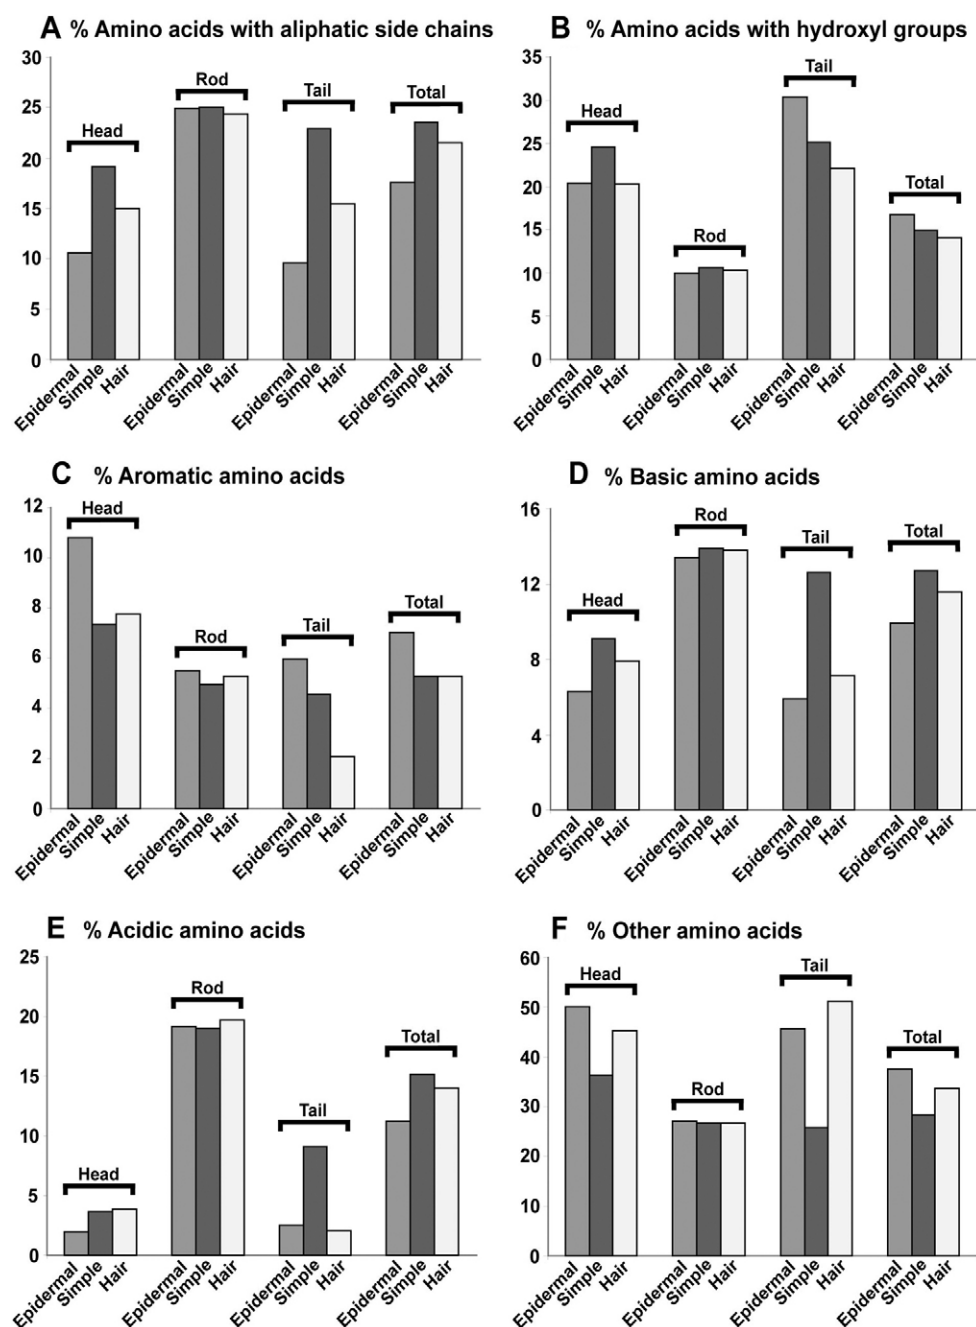 A % Amino acids with aliphatic side chains
30
25
20
15
10
5
0
Head
Rod
Tail
Total
Epidermal
Simple
Hair
Epidermal
Simple
Hair
Epidermal
Simple
Hair
Epidermal
Simple
Hair
B % Amino acids with hydroxyl groups
35
30
25
20
15
10
5
0
Head
Rod
Tail
Total
Epidermal
Simple
Hair
Epidermal
Simple
Hair
Epidermal
Simple
Hair
Epidermal
Simple
Hair
C % Aromatic amino acids
12
10
8
6
4
2
0
Head
Rod
Tail
Total
Epidermal
Simple
Hair
Epidermal
Simple
Hair
Epidermal
Simple
Hair
Epidermal
Simple
Hair
D % Basic amino acids
16
12
8
4
0
Head
Rod
Tail
Total
Epidermal
Simple
Hair
Epidermal
Simple
Hair
Epidermal
Simple
Hair
Epidermal
Simple
Hair
E % Acidic amino acids
25
20
15
10
5
0
Head
Rod
Tail
Total
Epidermal
Simple
Hair
Epidermal
Simple
Hair
Epidermal
Simple
Hair
Epidermal
Simple
Hair
F % Other amino acids
60
50
40
30
20
10
0
Head
Rod
Tail
Total
Epidermal
Simple
Hair
Epidermal
Simple
Hair
Epidermal
Simple
Hair
Epidermal
Simple
Hair